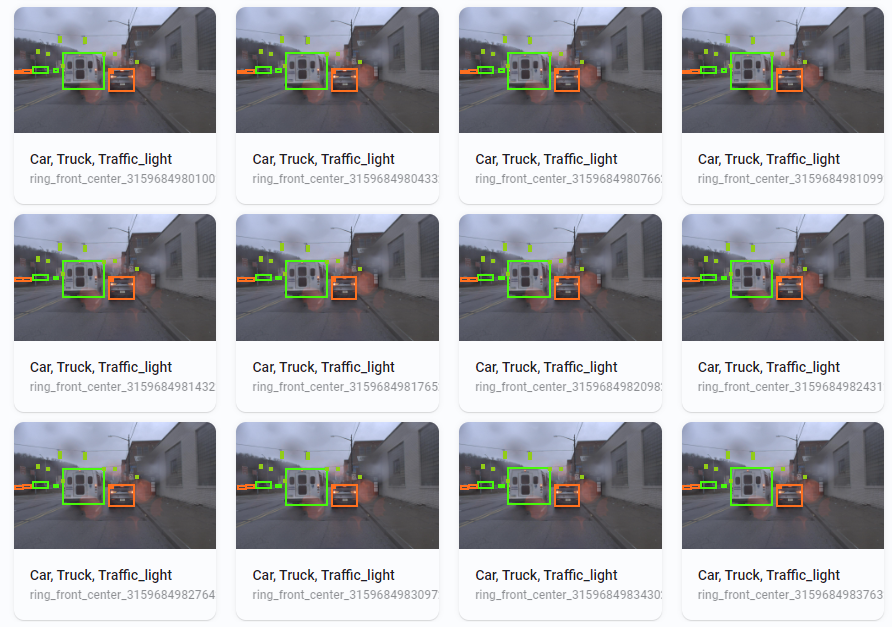 Car, Truck, Traffic_light
ring_front_center_3159684980100
Car, Truck, Traffic_light
ring_front_center_3159684980433
Car, Truck, Traffic_light
ring_front_center_3159684980766
Car, Truck, Traffic_light
ring_front_center_3159684981099
Car, Truck, Traffic_light
ring_front_center_3159684981432
Car, Truck, Traffic_light
ring_front_center_3159684981765
Car, Truck, Traffic_light
ring_front_center_315968498209
Car, Truck, Traffic_light
ring_front_center_3159684982431
Car, Truck, Traffic_light
ring_front_center_3159684982764
Car, Truck, Traffic_light
ring_front_center_3159684983097
Car, Truck, Traffic_light
ring_front_center_315968498343
Car, Truck, Traffic_light
ring_front_center_3159684983763